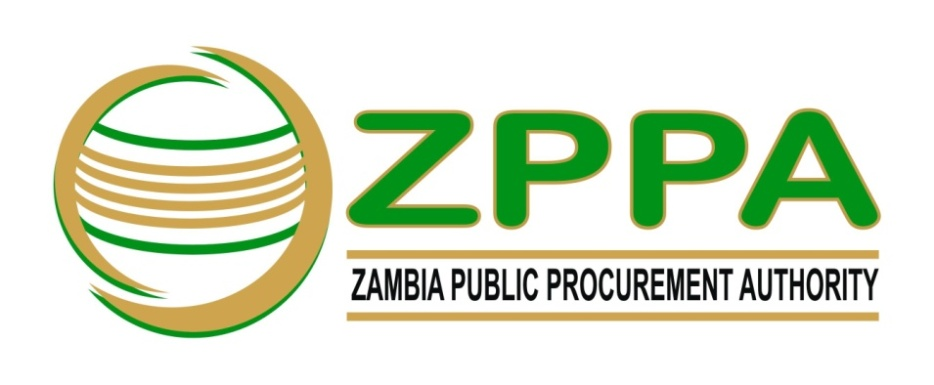 ZPPA
ZAMBIA PUBLIC PROCUREMENT AUTHORITY